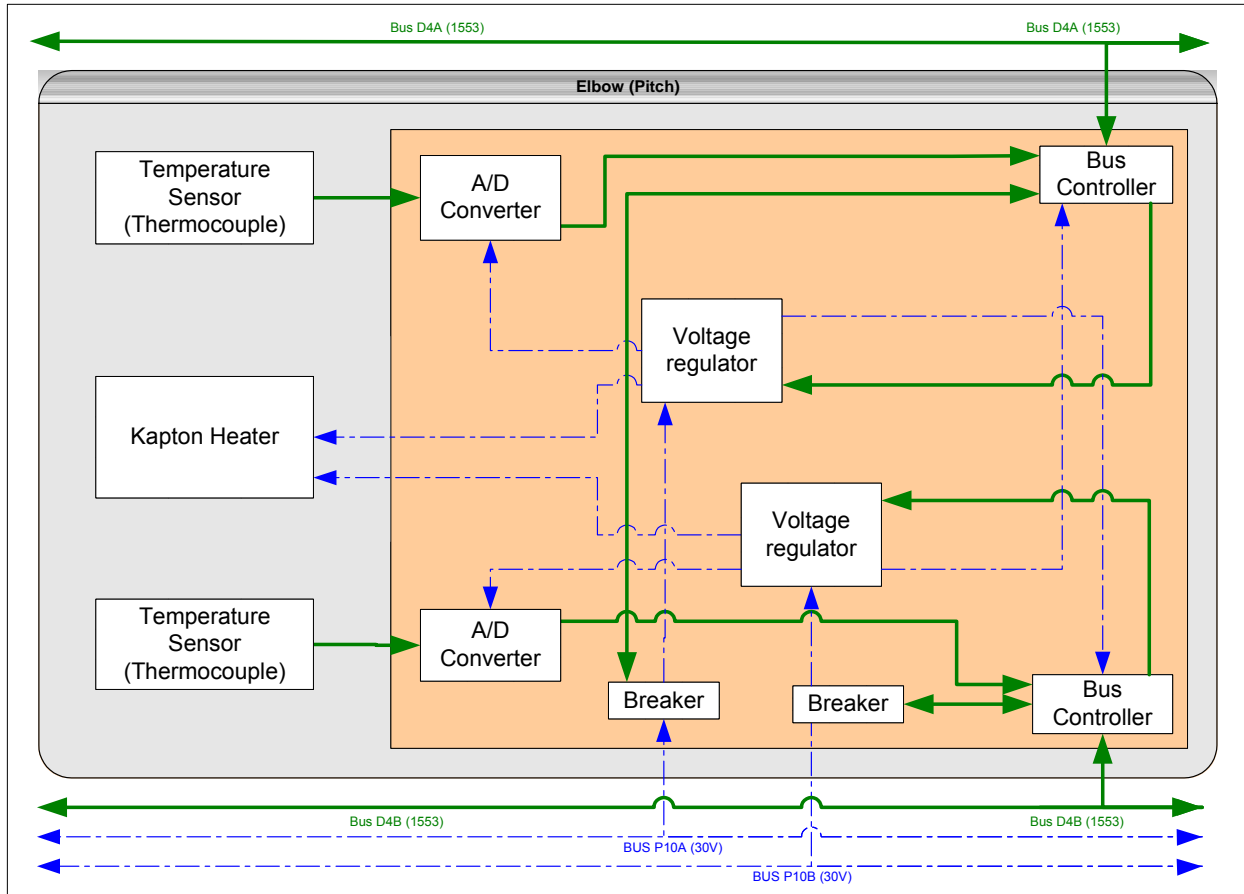 Bus D4A (1553)
Bus D4A (1553)
Elbow (Pitch)
Temperature
Sensor
(Thermocouple)
A/D
Converter
Bus
Controller
Voltage
regulator
Kapton Heater
Voltage
regulator
Temperature
Sensor
(Thermocouple)
A/D
Converter
Breaker
Breaker
Bus
Controller
Bus D4B (1553)
Bus D4B (1553)
BUS P10A (30V)
BUS P10B (30V)